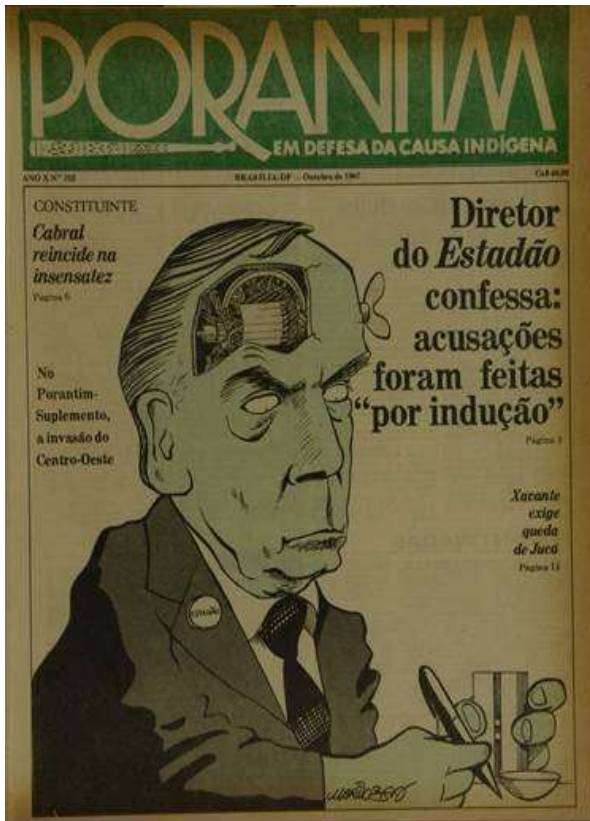 PORANTIM
EM DEFESA DA CAUSA INDÍGENA
ANO X Nº
BRASÍLIA-DF — Outubro de 1987
CONSTITUINTE
Cabral
reincide na
insensatez
Página 6
No
Porantim-
Suplemento,
a invasão do
Centro-Oeste
Diretor
do Estadão
confessa:
acusações
foram feitas
“por indução”
Página 3
Xavante
exige
queda
de Jucá
Página 13
ESTADÃO